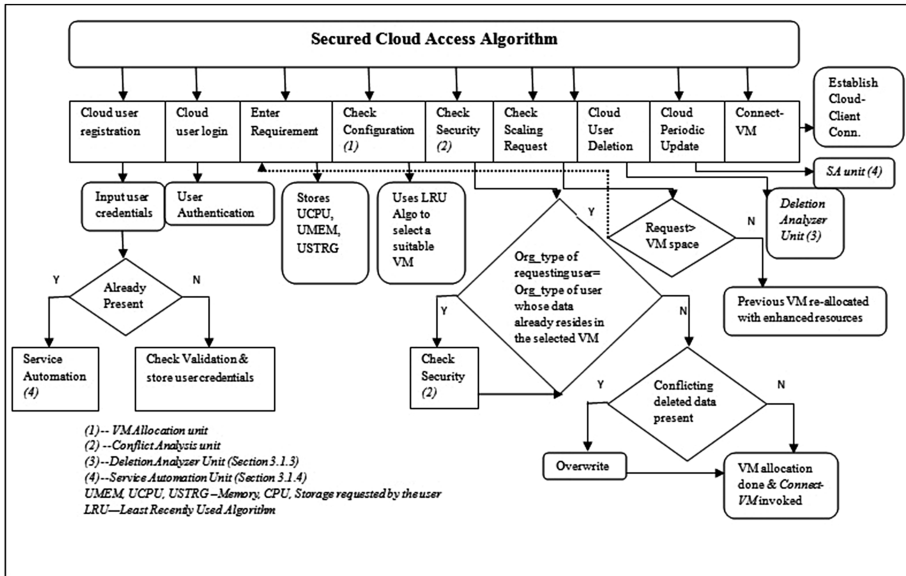 Secured Cloud Access Algorithm
Cloud user
registration
Cloud
user login
Enter
Requirement
Check
Configuration
(1)
Check
Security
(2)
Check
Scaling
Request
Cloud
User
Deletion
Cloud
Periodic
Update
Connect-
VM
Establish
Cloud-
Client
Conn.
SA unit (4)
Input user
credentials
User
Authentication
Stores
UCPU,
UMEM,
USTRG
Uses LRU
Algo to
select a
suitable
VM
Deletion
Analyzer
Unit (3)
Y
Request>
VM space
N
Org_type of
requesting user=
Org_type of user
whose data
already resides in
the selected VM
Y
N
Previous VM re-allocated
with enhanced resources
Y
Already
Present
N
Service
Automation
(4)
Check Validation &
store user credentials
Check
Security
(2)
Y
Conflicting
deleted data
present
N
Overwrite
VM allocation
done & Connect-
VM invoked
(1)-- VM Allocation unit
(2) --Conflict Analysis unit
(3)--Deletion Analyzer Unit (Section 3.1.3)
(4)--Service Automation Unit (Section 3.1.4)
UMEM, UCPU, USTRG –Memory, CPU, Storage requested by the user
LRU—Least Recently Used Algorithm